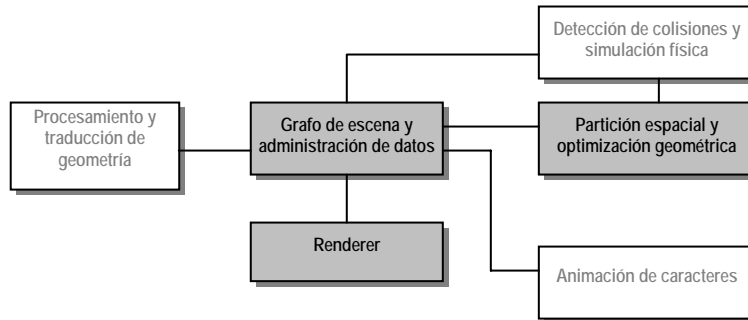 Detección de colisiones y
simulación física
Procesamiento y
traducción de
geometría
Grafo de escena y
administración de datos
Partición espacial y
optimización geométrica
Renderer
Animación de caracteres